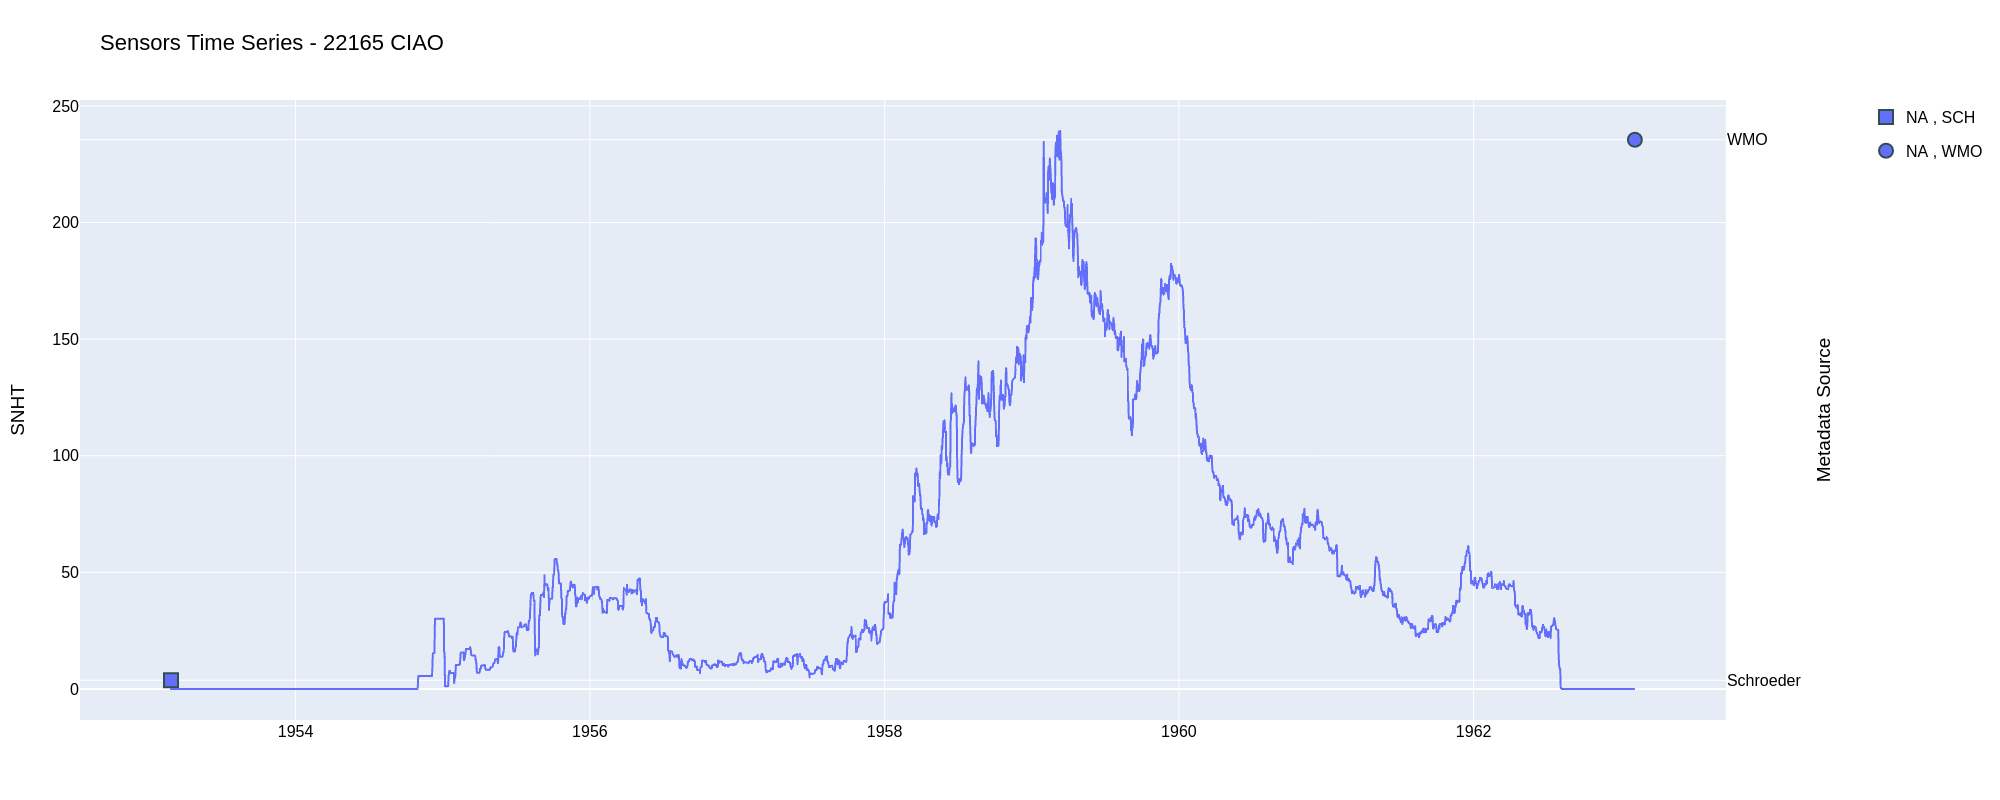 Sensors Time Series - 22165 CIAO
250
200
150
100
50
0
SNHT
1954
1956
1958
1960
1962
WMO
Schroeder
Metadata Source
NA , SCH
NA , WMO